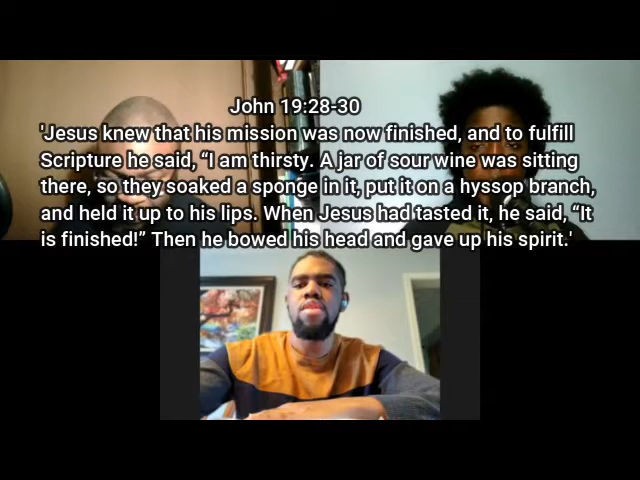 John 19:28-30
'Jesus knew that his mission was now finished, and to fulfill
Scripture he said, “I am thirsty. A jar of sour wine was sitting
there, so they soaked a sponge in it, put it on a hyssop branch,
and held it up to his lips. When Jesus had tasted it, he said, “It
is finished!” Then he bowed his head and gave up his spirit.'